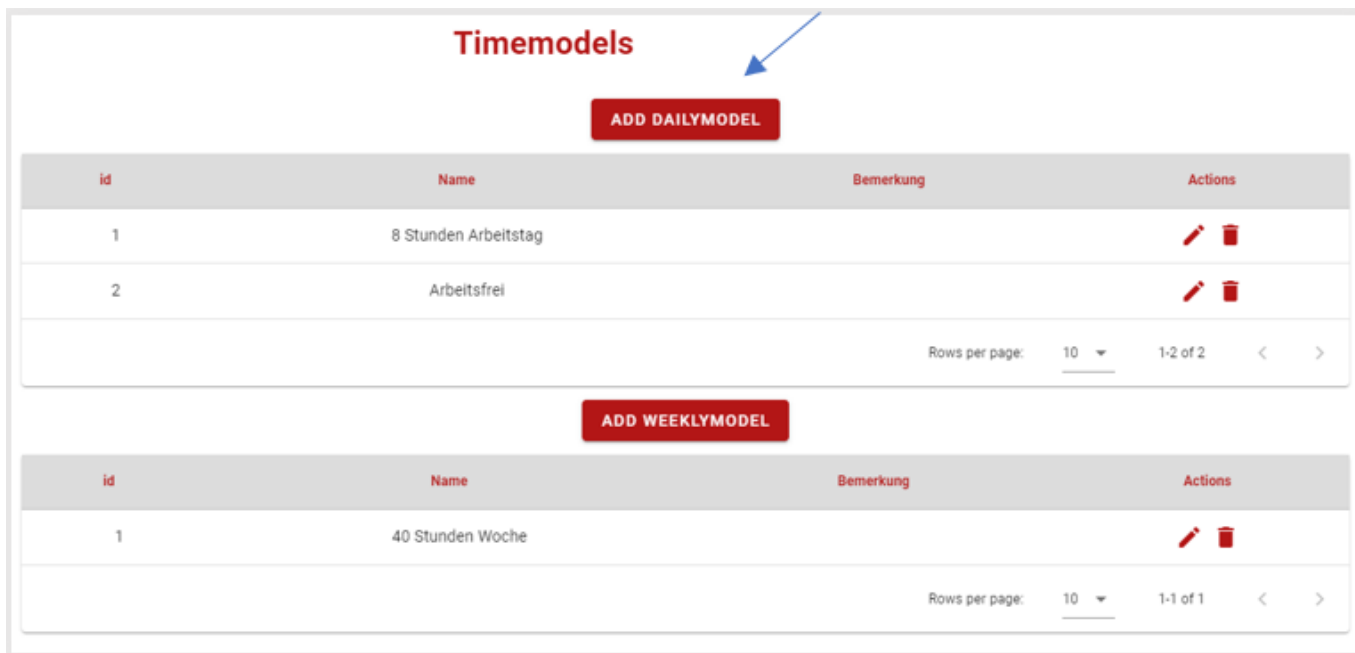 Timemodels
ADD DAILYMODEL
id Name Bemerkung Actions
1 8 Stunden Arbeitstag
2 Arbeitsfrei
Rows per page: 10 1-2 of 2
ADD WEEKLYMODEL
id Name Bemerkung Actions
1 40 Stunden Woche
Rows per page: 10 1-1 of 1